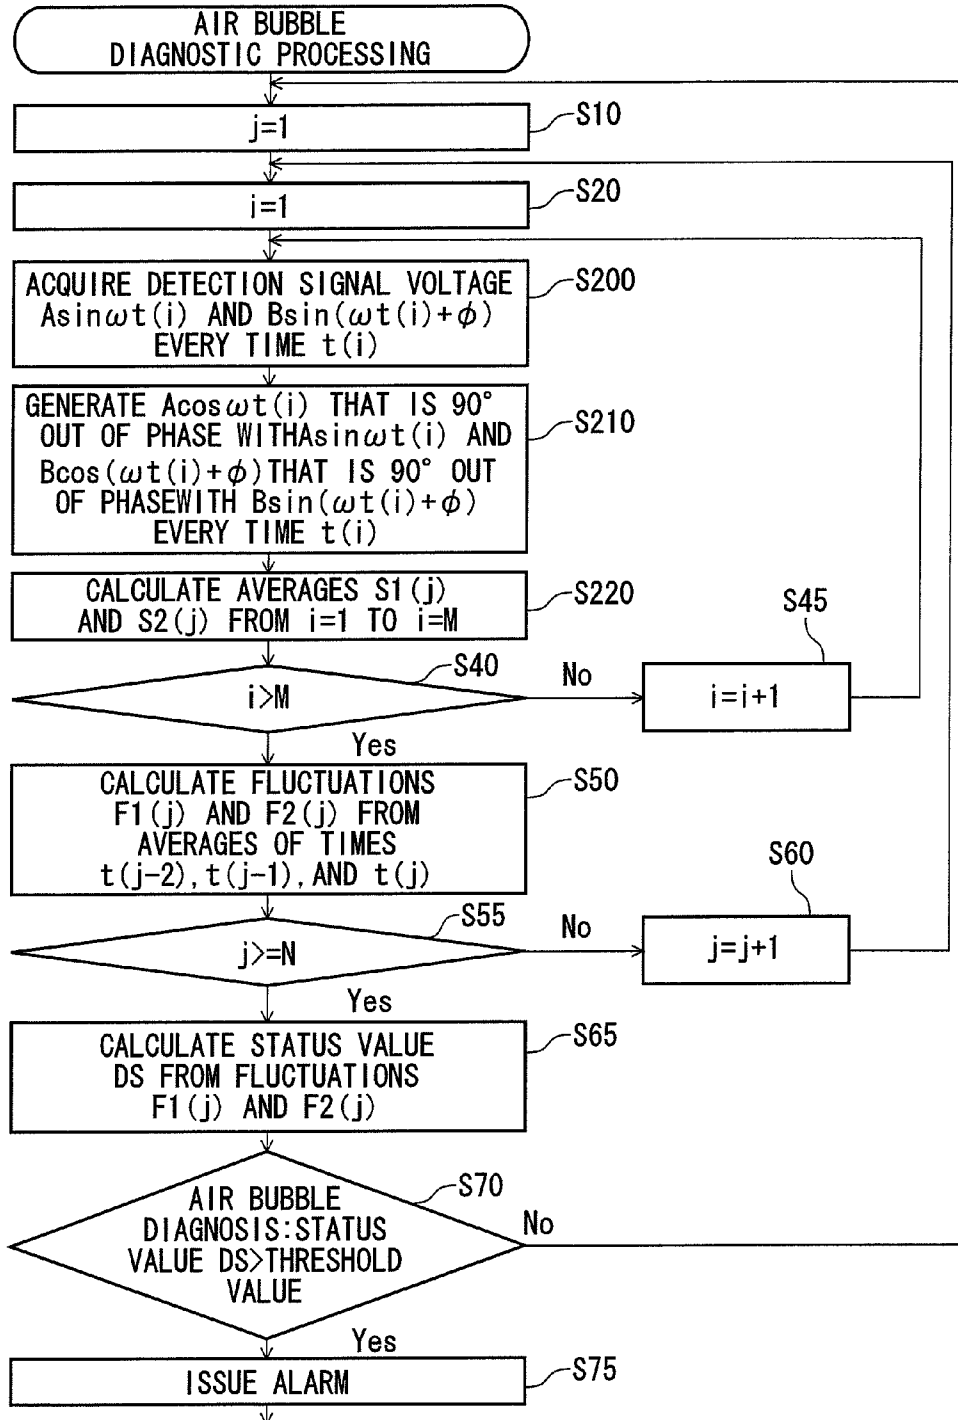 AIR BUBBLE
DIAGNOSTIC PROCESSING
j=1
S10
i=1
S20
ACQUIRE DETECTION SIGNAL VOLTAGE
Asinωt(i) AND Bsin(ωt(i)+ϕ)
EVERY TIME t(i)
S200
GENERATE Acosωt(i) THAT IS 90°
OUT OF PHASE WITHAsinωt(i) AND
Bcos(ωt(i)+ϕ)THAT IS 90° OUT
OF PHASEWITH Bsin(ωt(i)+ϕ)
EVERY TIME t(i)
S210
CALCULATE AVERAGES S1(j)
AND S2(j) FROM i=1 TO i=M
S220
i>M
S40
No
i=i+1
S45
Yes
CALCULATE FLUCTUATIONS
F1(j) AND F2(j) FROM
AVERAGES OF TIMES
t(j-2),t(j-1),AND t(j)
S50
j>=N
S55
No
j=j+1
S60
Yes
CALCULATE STATUS VALUE
DS FROM FLUCTUATIONS
F1(j) AND F2(j)
S65
AIR BUBBLE
DIAGNOSIS:STATUS
VALUE DS>THRESHOLD
VALUE
S70
No
Yes
ISSUE ALARM
S75